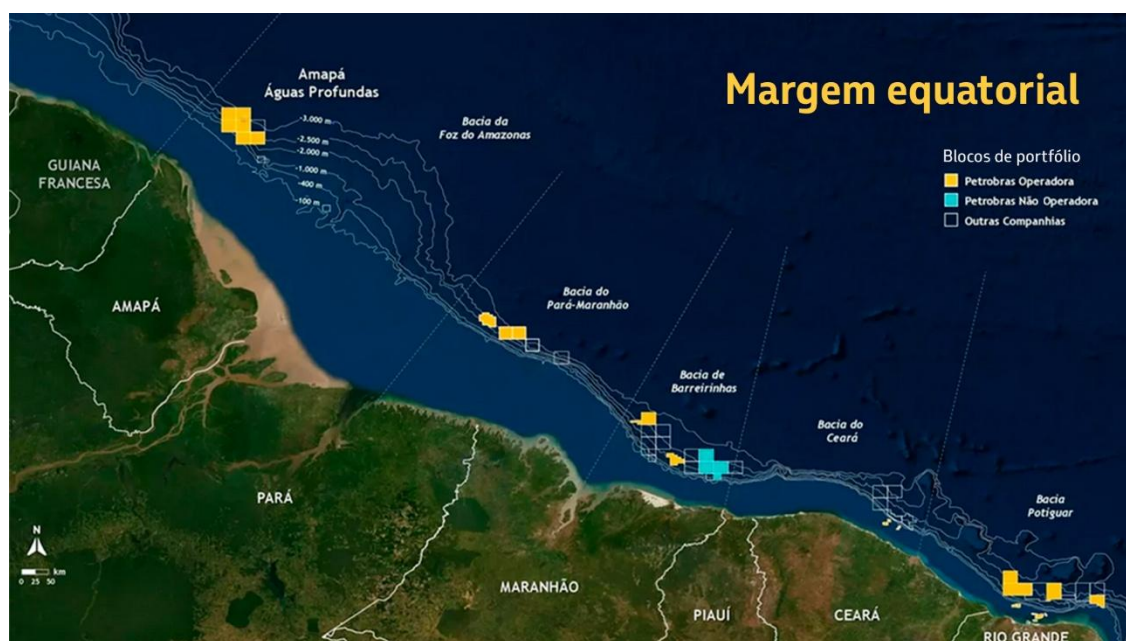 Margem equatorial
Blocos de portfólio
Petrobras Operadora
Petrobras Não Operadora
Outras Companhias
Amapá
Águas Profundas
-3.000 m
-2.500 m
-2.000 m
-1.000 m
-400 m
-100 m
Bacia da
Foz do Amazonas
GUIANA
FRANCESA
AMAPÁ
Bacia do
Pará-Maranhão
Bacia de
Barreirinhas
Bacia do
Ceará
Bacia
Potiguar
PARÁ
MARANHÃO
PIAUÍ
CEARÁ
RIO GRANDE
N
km
0 25 50